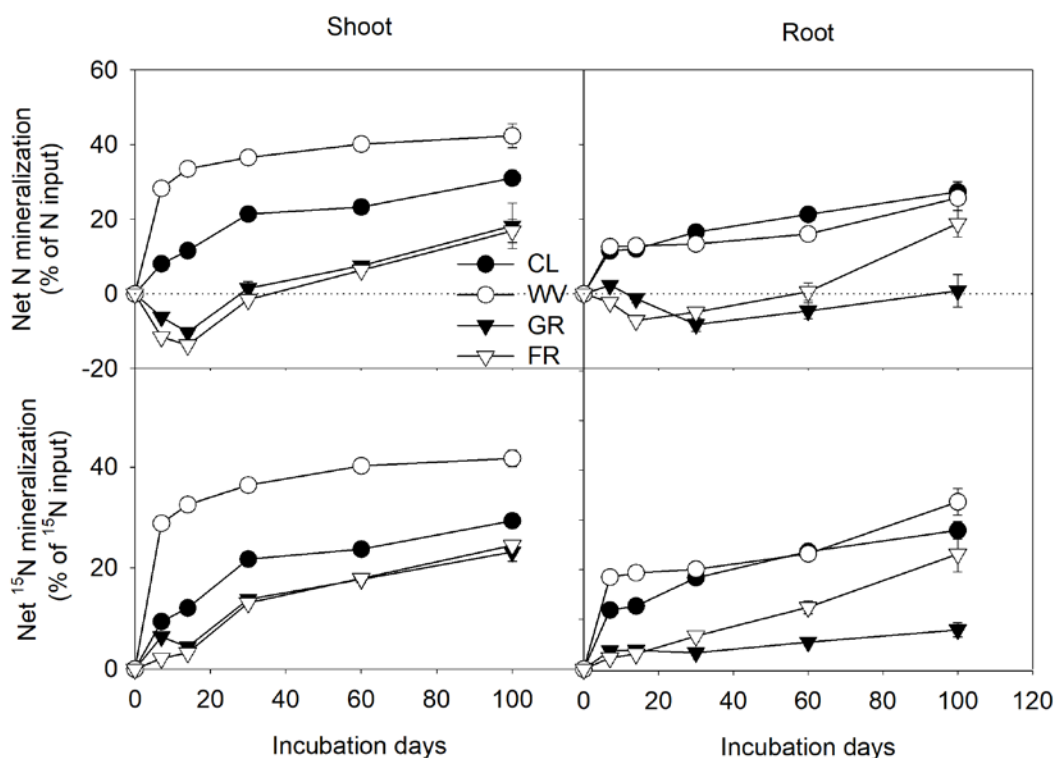 Shoot
Root
Net N mineralization
(% of N input)
60
40
20
0
-20
CL
WV
GR
FR
Net ¹⁵N mineralization
(% of ¹⁵N input)
40
20
0
0 20 40 60 80 100
0 20 40 60 80 100 120
Incubation days
Incubation days